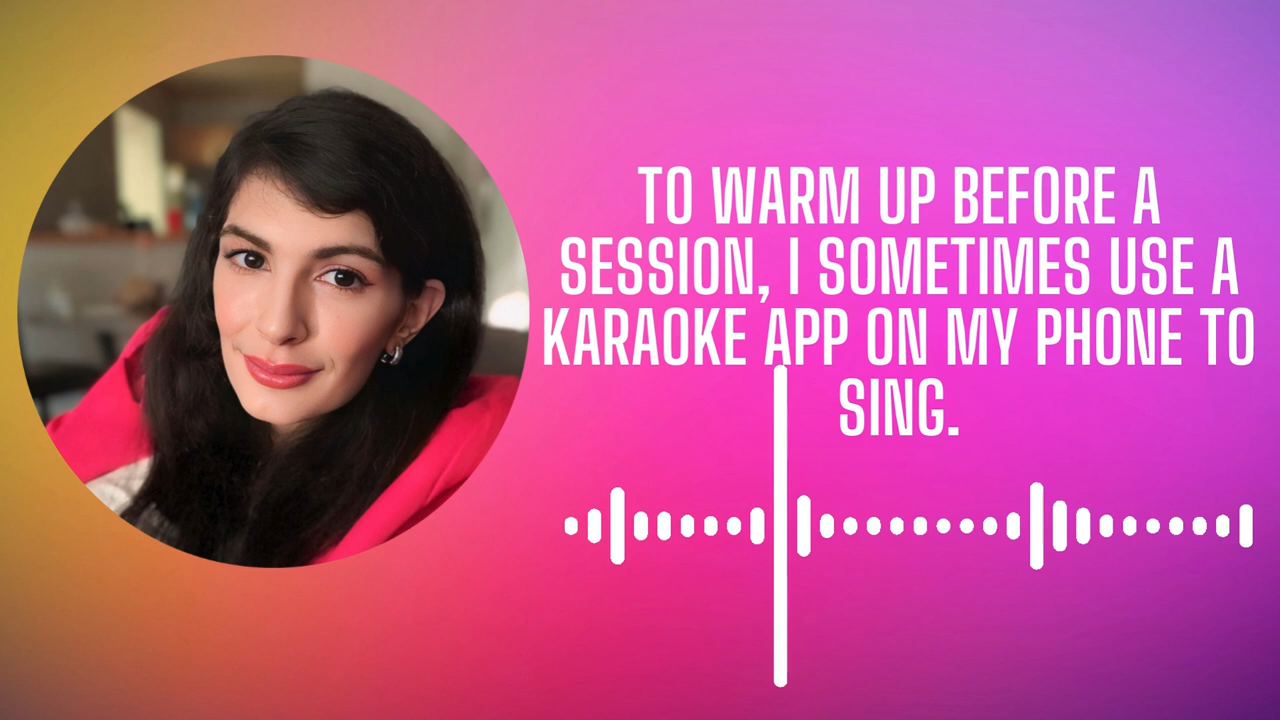 TO WARM UP BEFORE A
SESSION, I SOMETIMES USE A
KARAOKE APP ON MY PHONE TO
SING.